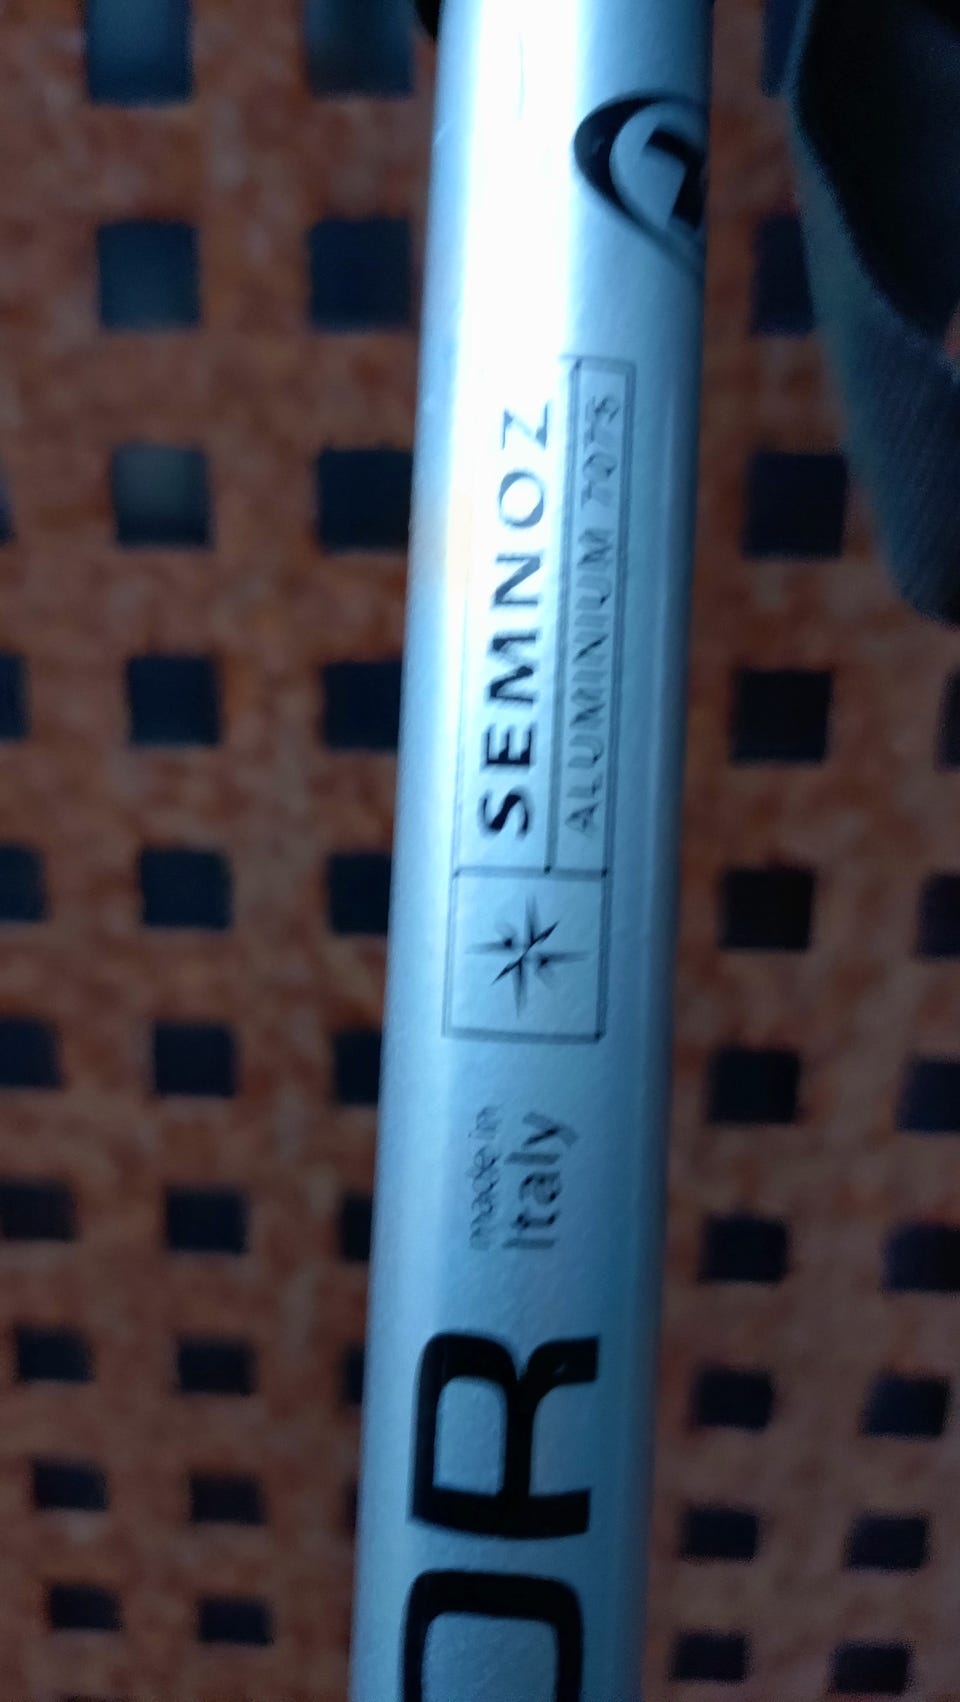 SEMNOZ
ALUMINIUM 7075
made in
Italy
OR